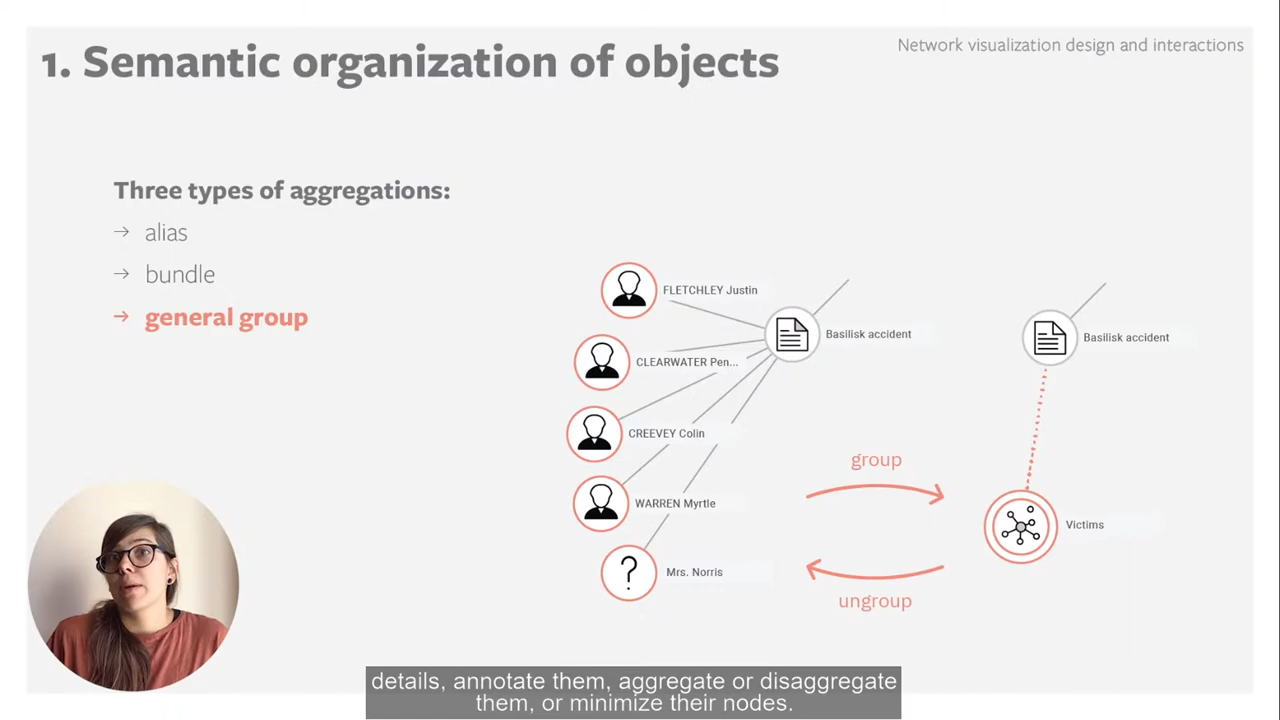 1. Semantic organization of objects
Network visualization design and interactions
Three types of aggregations:
→ alias
→ bundle
→ general group
FLETCHLEY Justin
CLEARWATER Pen...
CREEVEY Colin
WARREN Myrtle
?
Mrs. Norris
Basilisk accident
group
ungroup
Basilisk accident
Victims
details, annotate them, aggregate or disaggregate
them, or minimize their nodes.